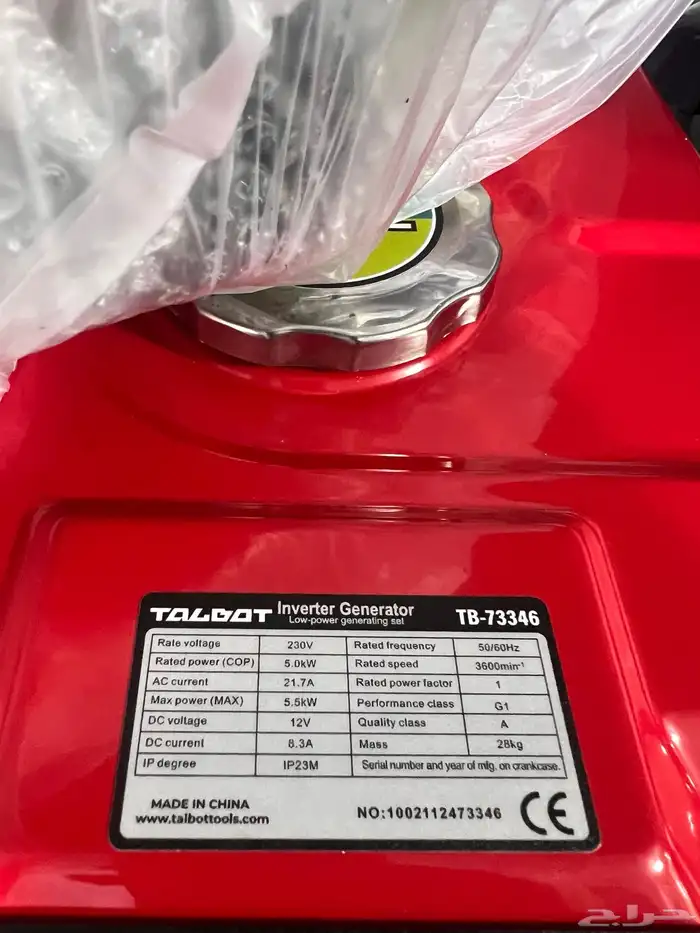 TALBOT Inverter Generator TB-73346
Low-power generating set
Rate voltage 230V Rated frequency 50/60Hz
Rated power (COP) 5.0kW Rated speed 3600min-1
AC current 21.7A Rated power factor 1
Max power (MAX) 5.5kW Performance class G1
DC voltage 12V Quality class A
DC current 8.3A Mass 28kg
IP degree IP23M Serial number and year of mfg. on crankcase.
MADE IN CHINA
www.talbottools.com NO:1002112473346 CE
حراج